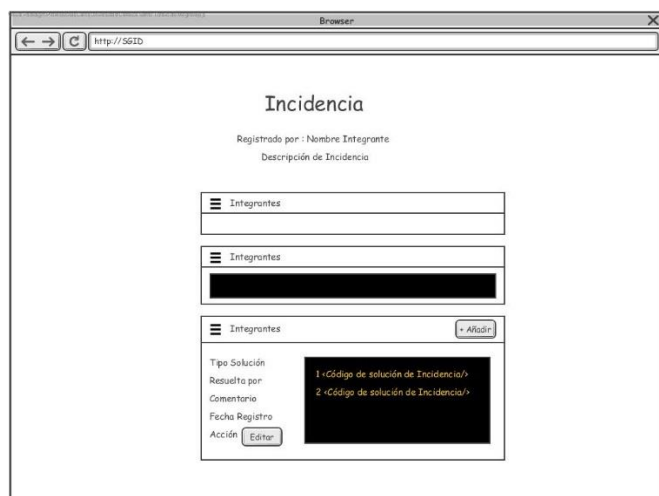 Browser
http://SGID
Incidencia
Registrado por : Nombre Integrante
Descripción de Incidencia
Integrantes
Integrantes
Integrantes
+ Añadir
Tipo Solución
Resuelta por
Comentario
Fecha Registro
Acción Editar
1 <Código de solución de Incidencia/>
2 <Código de solución de Incidencia/>